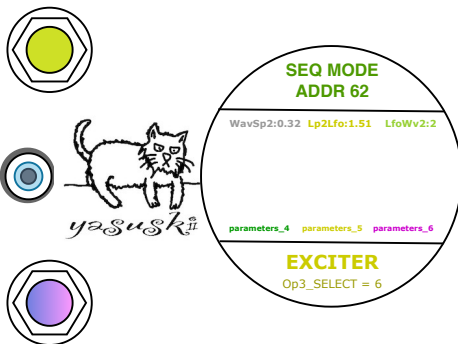 SEQ MODE
ADDR 62
WavSp2:0.32 Lp2Lfo:1.51 LfoWv2:2
yasuski
II
parameters_4 parameters_5 parameters_6
EXCITER
Op3_SELECT = 6